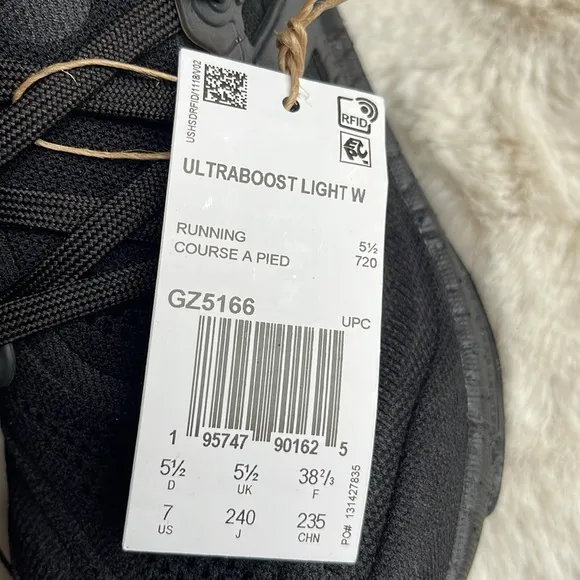 USHSDRFID/1118/V02
RFID
ULTRABOOST LIGHT W
RUNNING 5½
COURSE A PIED 720
GZ5166
UPC
1 95747 90162 5
5½ 5½ 38⅔
D UK F
7 240 235
US J CHN
PO# 131427835